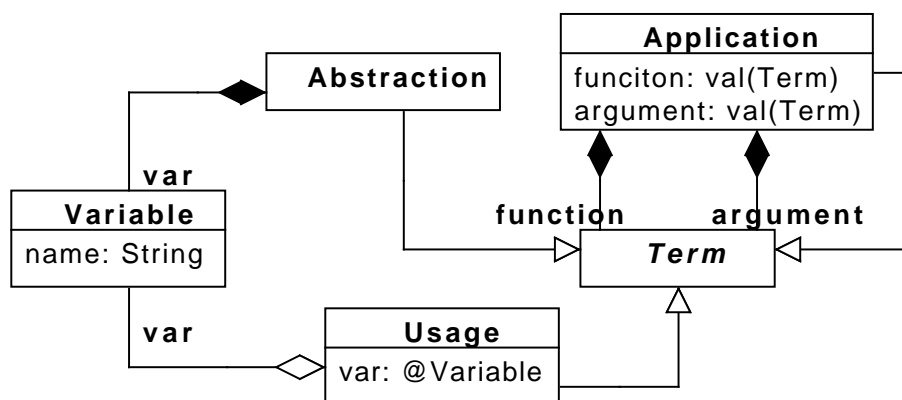 Application
Abstraction
funciton: val(Term)
argument: val(Term)
var
Variable
function
argument
name: String
Term
var
Usage
var: @Variable